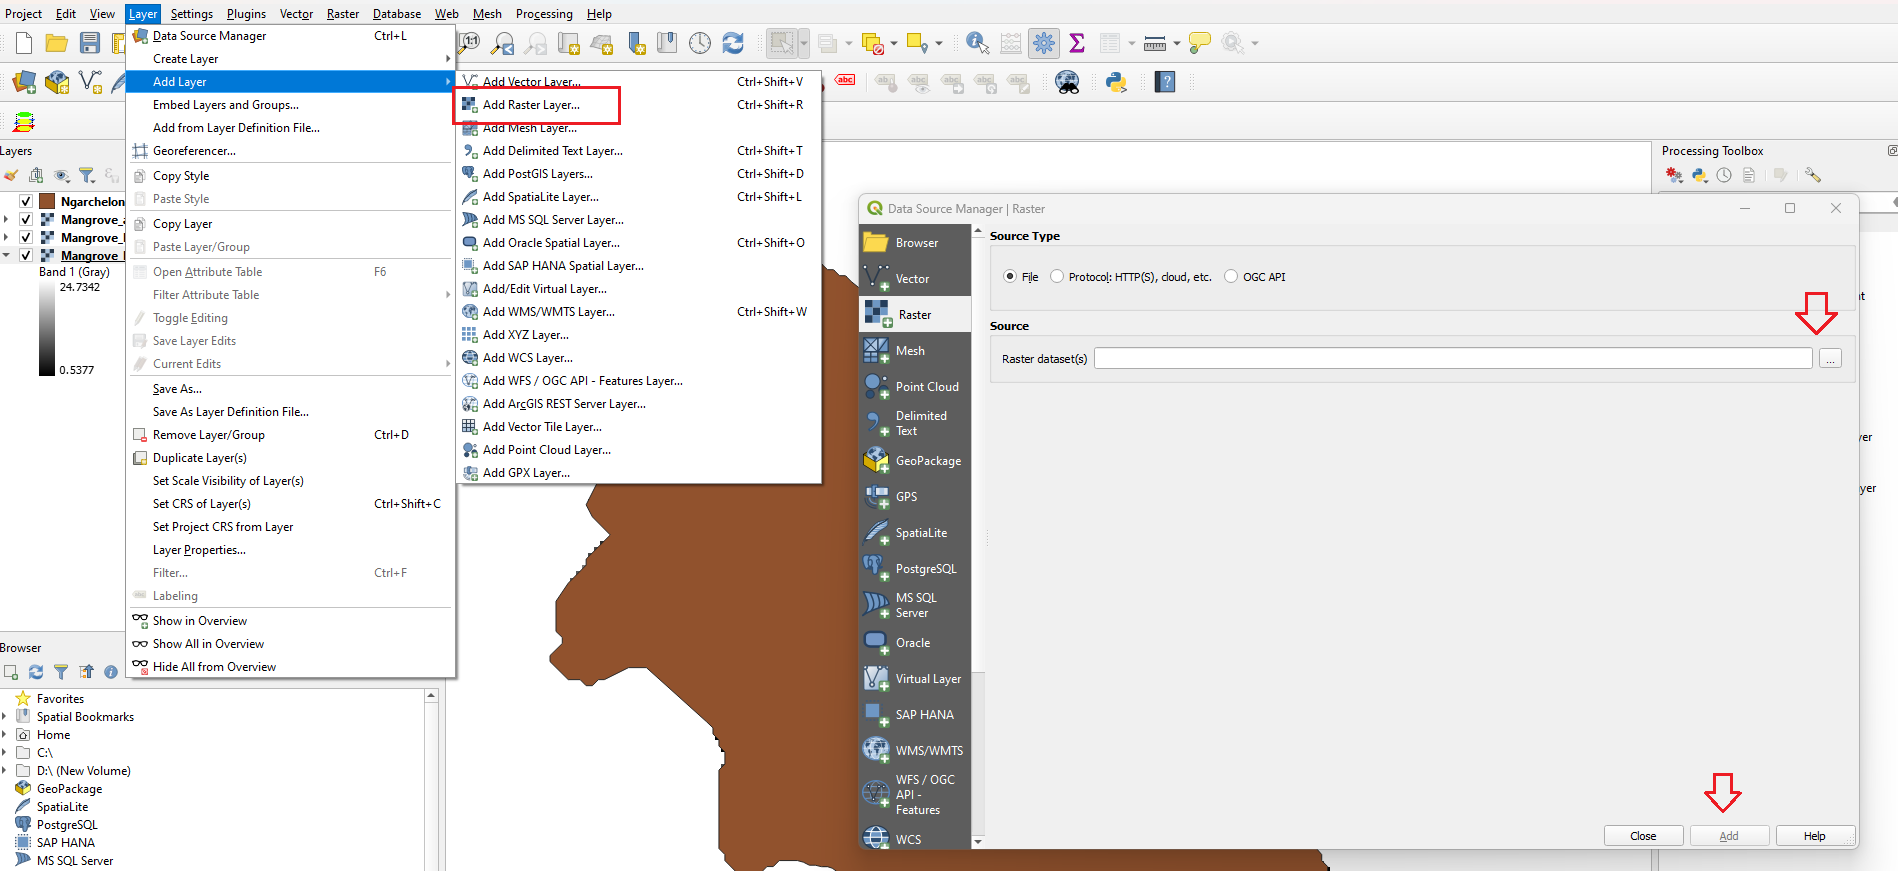 Project Edit View Layer Settings Plugins Vector Raster Database Web Mesh Processing Help
Data Source Manager Ctrl+L
Create Layer
Add Layer
Embed Layers and Groups...
Add from Layer Definition File...
Georeferencer...
Copy Style
Paste Style
Copy Layer
Paste Layer/Group
Open Attribute Table F6
Filter Attribute Table
Toggle Editing
Save Layer Edits
Current Edits
Save As...
Save As Layer Definition File...
Remove Layer/Group Ctrl+D
Duplicate Layer(s)
Set Scale Visibility of Layer(s)
Set CRS of Layer(s) Ctrl+Shift+C
Set Project CRS from Layer
Layer Properties...
Filter... Ctrl+F
Labeling
Show in Overview
Show All in Overview
Hide All from Overview
Add Vector Layer... Ctrl+Shift+V
Add Raster Layer... Ctrl+Shift+R
Add Mesh Layer...
Add Delimited Text Layer... Ctrl+Shift+T
Add PostGIS Layers... Ctrl+Shift+D
Add SpatiaLite Layer... Ctrl+Shift+L
Add MS SQL Server Layer...
Add Oracle Spatial Layer... Ctrl+Shift+O
Add SAP HANA Spatial Layer...
Add/Edit Virtual Layer...
Add WMS/WMTS Layer... Ctrl+Shift+W
Add XYZ Layer...
Add WCS Layer...
Add WFS / OGC API - Features Layer...
Add ArcGIS REST Server Layer...
Add Vector Tile Layer...
Add Point Cloud Layer...
Add GPX Layer...
1:1
abc
Layers
Ngarchelon
Mangrove_a
Mangrove_
Mangrove_
Band 1 (Gray)
24.7342
0.5377
Browser
Favorites
Spatial Bookmarks
Home
C:\
D:\ (New Volume)
GeoPackage
SpatiaLite
PostgreSQL
SAP HANA
MS SQL Server
Processing Toolbox
Data Source Manager | Raster
Browser
Vector
Raster
Mesh
Point Cloud
Delimited
Text
GeoPackage
GPS
SpatiaLite
PostgreSQL
MS SQL
Server
Oracle
Virtual Layer
SAP HANA
WMS/WMTS
WFS / OGC
API -
Features
WCS
Source Type
File Protocol: HTTP(S), cloud, etc. OGC API
Source
Raster dataset(s) ...
Close Add Help
nt
yer
yer